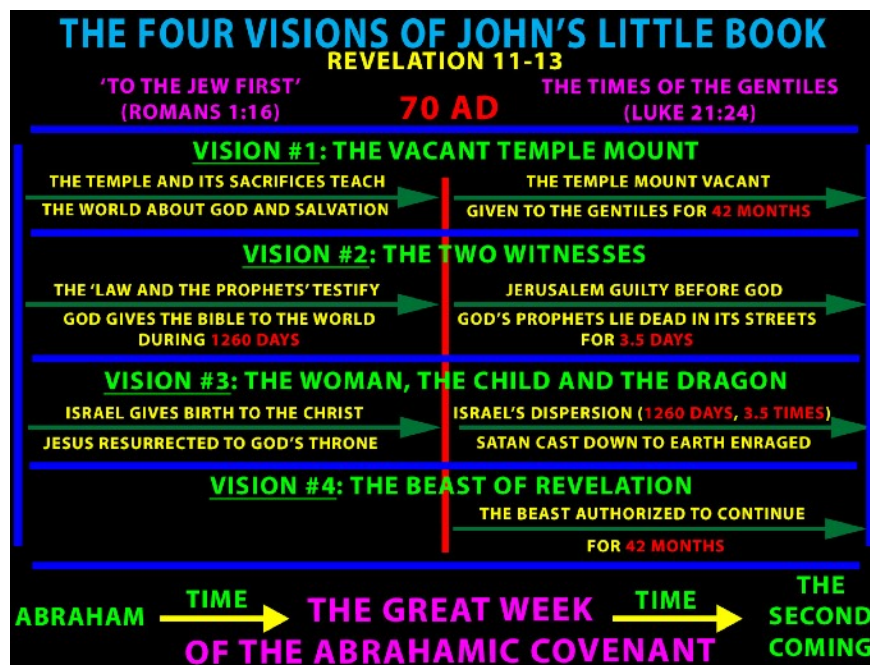 THE FOUR VISIONS OF JOHN'S LITTLE BOOK
REVELATION 11-13
'TO THE JEW FIRST'
(ROMANS 1:16)
70 AD
THE TIMES OF THE GENTILES
(LUKE 21:24)
VISION #1: THE VACANT TEMPLE MOUNT
THE TEMPLE AND ITS SACRIFICES TEACH
THE WORLD ABOUT GOD AND SALVATION
THE TEMPLE MOUNT VACANT
GIVEN TO THE GENTILES FOR 42 MONTHS
VISION #2: THE TWO WITNESSES
THE 'LAW AND THE PROPHETS' TESTIFY
GOD GIVES THE BIBLE TO THE WORLD
DURING 1260 DAYS
JERUSALEM GUILTY BEFORE GOD
GOD'S PROPHETS LIE DEAD IN ITS STREETS
FOR 3.5 DAYS
VISION #3: THE WOMAN, THE CHILD AND THE DRAGON
ISRAEL GIVES BIRTH TO THE CHRIST
JESUS RESURRECTED TO GOD'S THRONE
ISRAEL'S DISPERSION (1260 DAYS, 3.5 TIMES)
SATAN CAST DOWN TO EARTH ENRAGED
VISION #4: THE BEAST OF REVELATION
THE BEAST AUTHORIZED TO CONTINUE
FOR 42 MONTHS
ABRAHAM
TIME
THE GREAT WEEK
OF THE ABRAHAMIC COVENANT
TIME
THE
SECOND
COMING